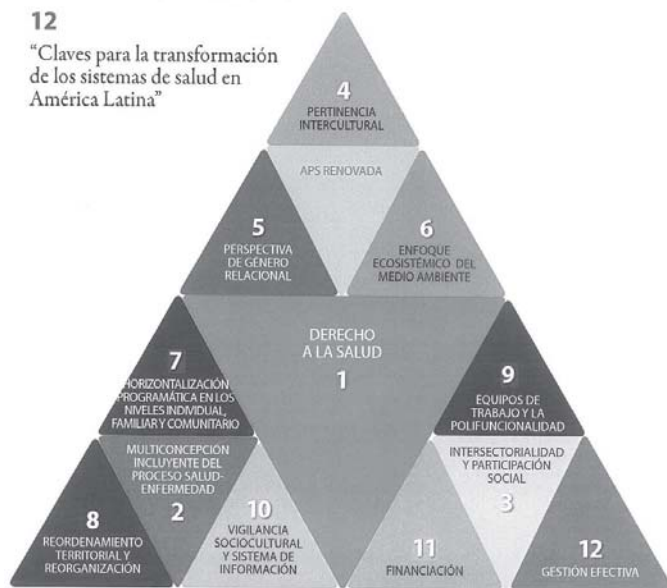 12
“Claves para la transformación
de los sistemas de salud en
América Latina”
4
PERTINENCIA
INTERCULTURAL
APS RENOVADA
5
PERSPECTIVA
DE GÉNERO
RELACIONAL
6
ENFOQUE
ECOSISTÉMICO DEL
MEDIO AMBIENTE
DERECHO
A LA SALUD
1
7
HORIZONTALIZACIÓN
PROGRAMÁTICA EN LOS
NIVELES INDIVIDUAL,
FAMILIAR Y COMUNITARIO
9
EQUIPOS DE
TRABAJO Y LA
POLIFUNCIONALIDAD
MULTICONCEPCIÓN
INCLUYENTE DEL
PROCESO SALUD-
ENFERMEDAD
2
INTERSECTORIALIDAD
Y PARTICIPACIÓN
SOCIAL
3
8
REORDENAMIENTO
TERRITORIAL Y
REORGANIZACIÓN
10
VIGILANCIA
SOCIOCULTURAL
Y SISTEMA DE
INFORMACIÓN
11
FINANCIACIÓN
12
GESTIÓN EFECTIVA